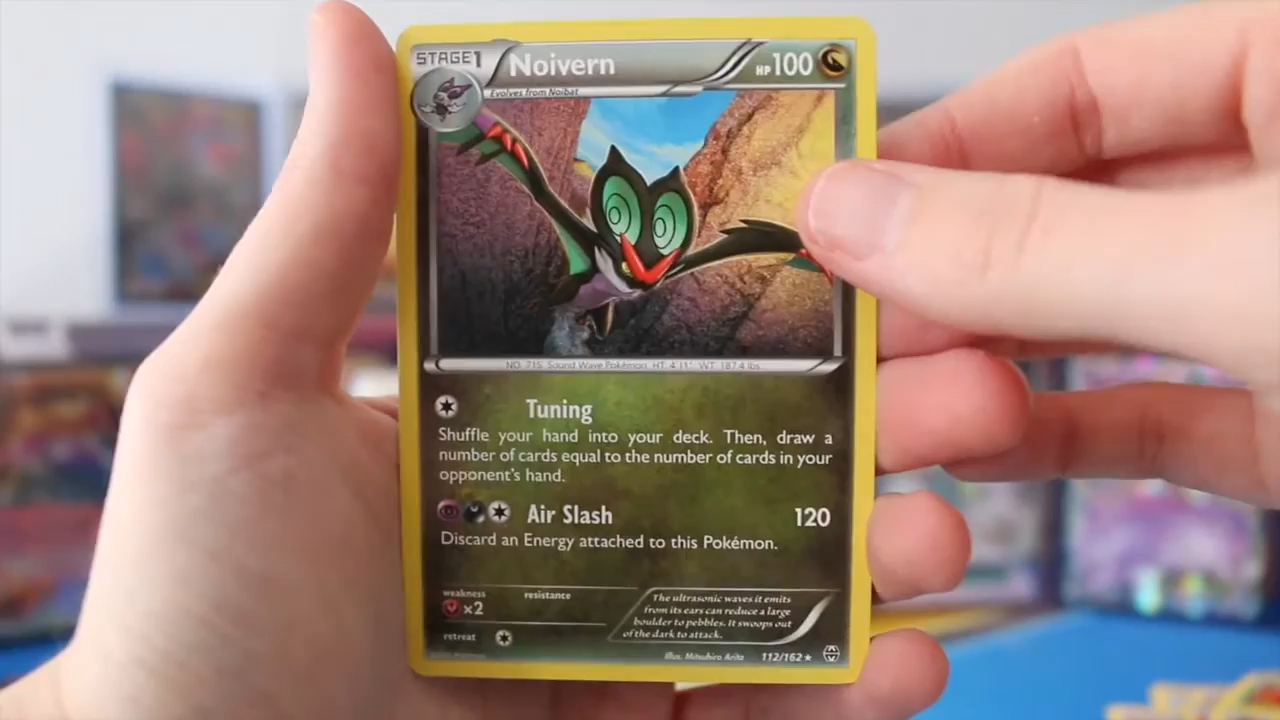 STAGE1 Noivern HP100
Evolves from Noibat
NO. 715 Sound Wave Pokémon HT: 4'11" WT: 187.4 lbs
Tuning
Shuffle your hand into your deck. Then, draw a
number of cards equal to the number of cards in your
opponent's hand.
Air Slash 120
Discard an Energy attached to this Pokémon.
weakness resistance
×2
retreat
The ultrasonic waves it emits
from its ears can reduce a large
boulder to pebbles. It swoops out
of the dark to attack.
Illus. Mitsuhiro Arita 112/162